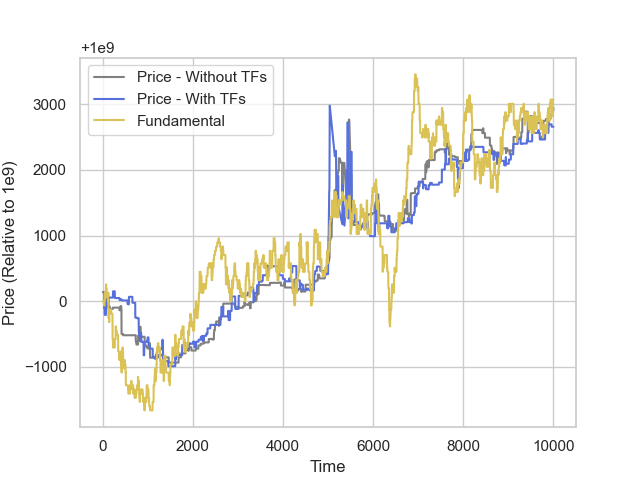 +1e9
Price - Without TFs
Price - With TFs
Fundamental
3000
2000
1000
0
−1000
Price (Relative to 1e9)
0 2000 4000 6000 8000 10000
Time